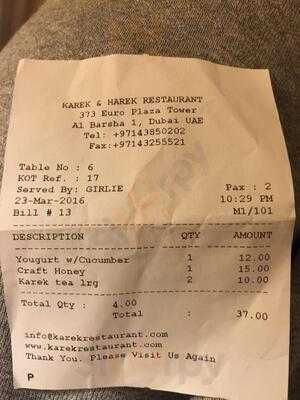 KAREK & HAREK RESTAURANT
373 Euro Plaza Tower
Al Barsha 1, Dubai UAE
Tel: +97143850202
Fax:+97143255521
Table No : 6
KOT Ref. : 17
Served By: GIRLIE Pax : 2
23-Mar-2016 10:29 PM
Bill # 13 M1/101
DESCRIPTION QTY AMOUNT
Yougurt w/Cucumber 1 12.00
Craft Honey 1 15.00
Karek tea lrg 2 10.00
Total Qty : 4.00
Total : 37.00
info@karekrestaurant.com
www.karekrestaurant.com
Thank You. Please Visit Us Again
P